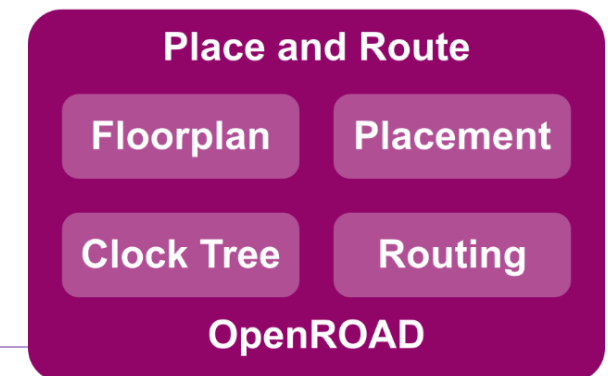 Place and Route
Floorplan Placement
Clock Tree Routing
OpenROAD